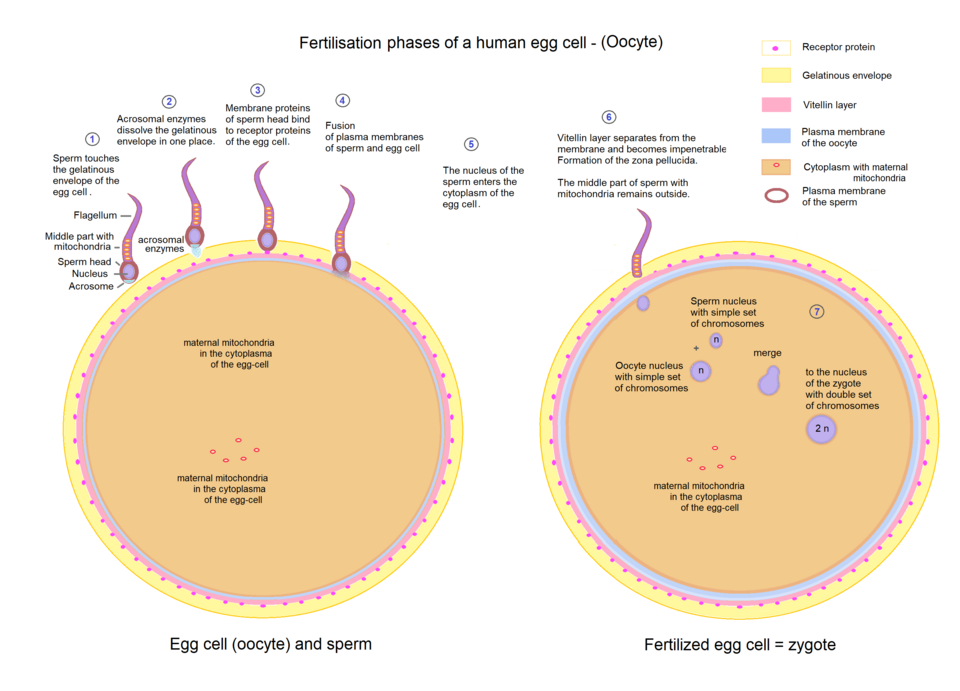 Fertilisation phases of a human egg cell - (Oocyte)
Receptor protein
Gelatinous envelope
Vitellin layer
Plasma membrane
of the oocyte
Cytoplasm with maternal
mitochondria
Plasma membrane
of the sperm
1
Sperm touches
the gelatinous
envelope of the
egg cell .
2
Acrosomal enzymes
dissolve the gelatinous
envelope in one place.
3
Membrane proteins
of sperm head bind
to receptor proteins
of the egg cell.
4
Fusion
of plasma membranes
of sperm and egg cell
5
The nucleus of the
sperm enters the
cytoplasm of the
egg cell.
6
Vitellin layer separates from the
membrane and becomes impenetrable
Formation of the zona pellucida.
The middle part of sperm with
mitochondria remains outside.
Flagellum
Middle part with
mitochondria
Sperm head
Nucleus
Acrosome
acrosomal
enzymes
maternal mitochondria
in the cytoplasma
of the egg-cell
maternal mitochondria
in the cytoplasma
of the egg-cell
Egg cell (oocyte) and sperm
Sperm nucleus
with simple set
of chromosomes
7
n
+
Oocyte nucleus
with simple set
of chromosomes
n
merge
to the nucleus
of the zygote
with double set
of chromosomes
2 n
maternal mitochondria
in the cytoplasma
of the egg-cell
Fertilized egg cell = zygote